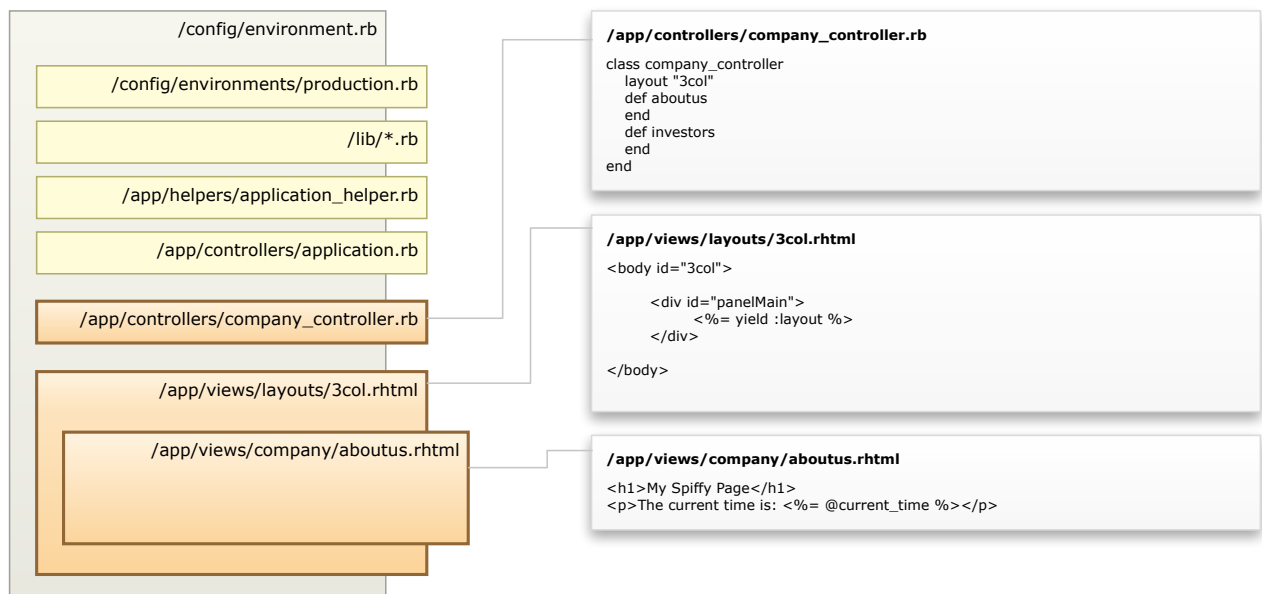 /config/environment.rb
/config/environments/production.rb
/lib/*.rb
/app/helpers/application_helper.rb
/app/controllers/application.rb
/app/controllers/company_controller.rb
/app/views/layouts/3col.rhtml
/app/views/company/aboutus.rhtml
/app/controllers/company_controller.rb
class company_controller
layout "3col"
def aboutus
end
def investors
end
end
/app/views/layouts/3col.rhtml
<body id="3col">
<div id="panelMain">
<%= yield :layout %>
</div>
</body>
/app/views/company/aboutus.rhtml
<h1>My Spiffy Page</h1>
<p>The current time is: <%= @current_time %></p>